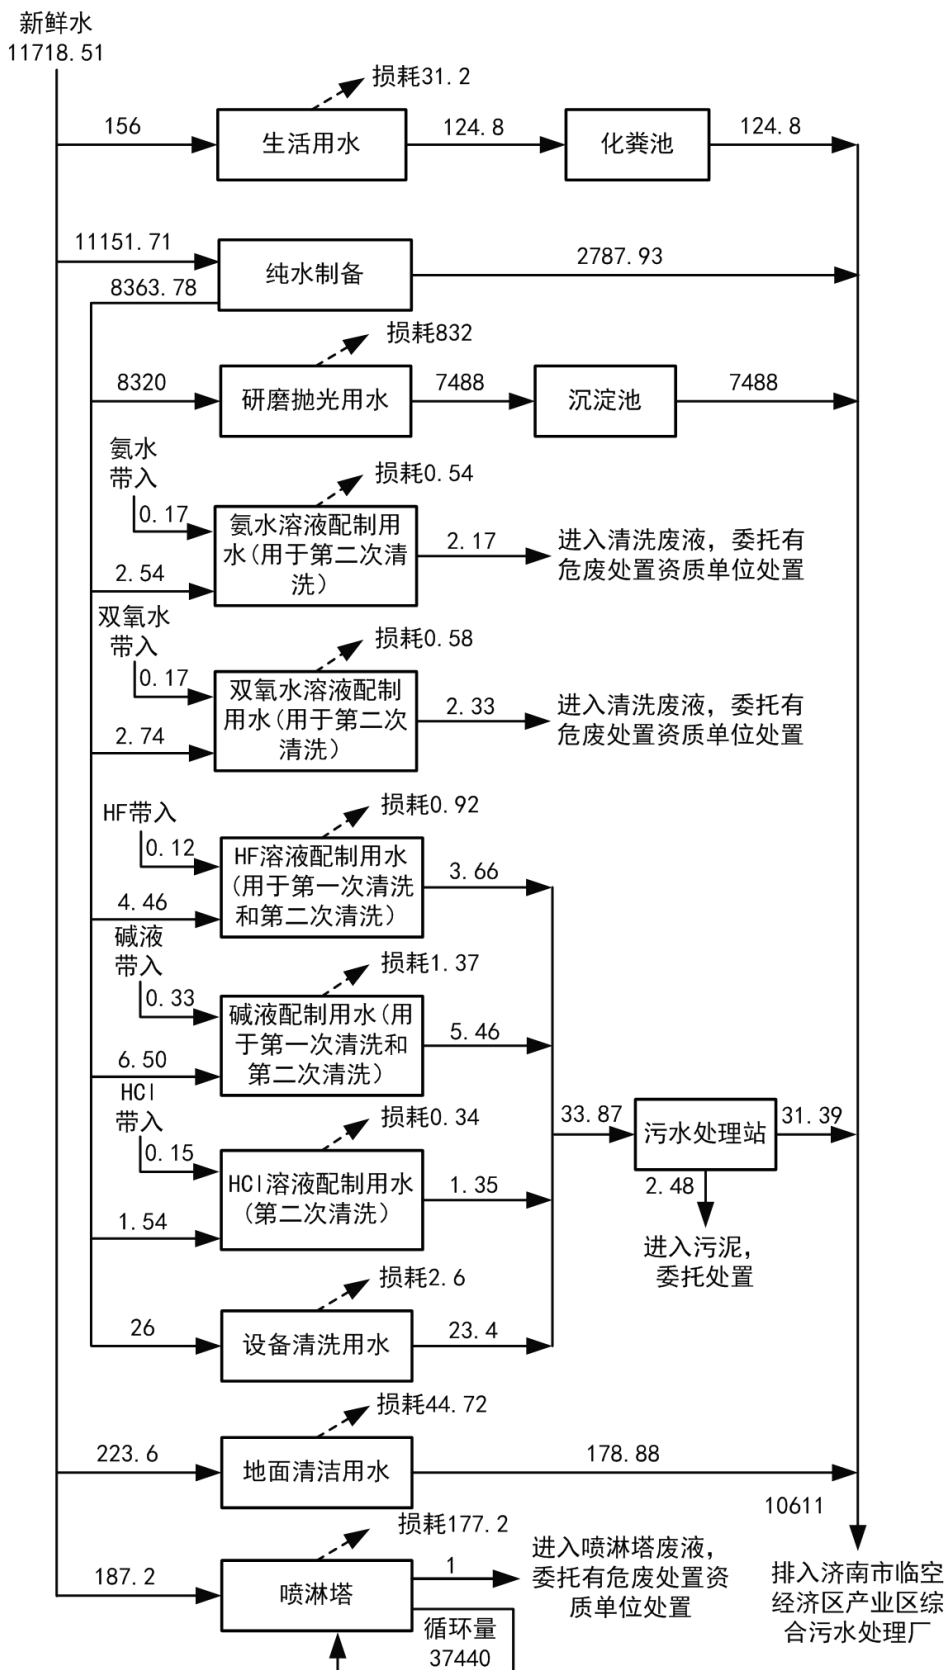 新鲜水
11718.51
损耗31.2
156
生活用水
124.8
化粪池
124.8
11151.71
纯水制备
2787.93
8363.78
损耗832
8320
研磨抛光用水
7488
沉淀池
7488
氨水
带入
损耗0.54
0.17
氨水溶液配制用
水(用于第二次清
洗)
2.17
进入清洗废液，委托有
危废处置资质单位处置
2.54
双氧水
带入
损耗0.58
0.17
双氧水溶液配制
用水(用于第二次
清洗)
2.33
进入清洗废液，委托有
危废处置资质单位处置
2.74
HF带入
损耗0.92
0.12
HF溶液配制用水
(用于第一次清洗
和第二次清洗)
3.66
4.46
碱液
带入
损耗1.37
0.33
碱液配制用水(用
于第一次清洗和
第二次清洗)
5.46
6.50
HCl
带入
损耗0.34
0.15
HCl溶液配制用水
(第二次清洗)
1.35
1.54
33.87
污水处理站
31.39
2.48
进入污泥，
委托处置
损耗2.6
26
设备清洗用水
23.4
损耗44.72
223.6
地面清洁用水
178.88
10611
排入济南市临空
经济区产业区综
合污水处理厂
损耗177.2
187.2
喷淋塔
1
进入喷淋塔废液，
委托有危废处置资
质单位处置
循环量
37440